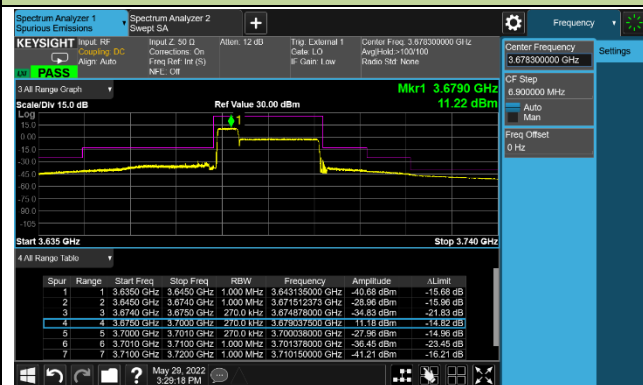 Spectrum Analyzer 1
Spurious Emissions
Spectrum Analyzer 2
Swept SA
Frequency
KEYSIGHT
Input: RF
Coupling: DC
Align: Auto
Input Z: 50 Ω
Corrections: On
Freq Ref: Int (S)
NFE: Off
Atten: 12 dB
Trig: External 1
Gate: LO
IF Gain: Low
Center Freq: 3.678300000 GHz
Avg|Hold:>100/100
Radio Std: None
PASS
Center Frequency
3.678300000 GHz
Settings
CF Step
6.900000 MHz
Auto
Man
Freq Offset
0 Hz
3 All Range Graph
Mkr1 3.6790 GHz
11.22 dBm
Scale/Div 15.0 dB
Ref Value 30.00 dBm
Log
15.0
0.00
-15.0
-30.0
-45.0
-60.0
-75.0
-90.0
-105
1
Start 3.635 GHz
Stop 3.740 GHz
4 All Range Table
Spur Range Start Freq Stop Freq RBW Frequency Amplitude ΔLimit
1 1 3.6350 GHz 3.6450 GHz 1.000 MHz 3.643135000 GHz -40.68 dBm -15.68 dB
2 2 3.6450 GHz 3.6740 GHz 1.000 MHz 3.671512373 GHz -28.96 dBm -15.96 dB
3 3 3.6740 GHz 3.6750 GHz 270.0 kHz 3.674878000 GHz -34.83 dBm -21.83 dB
4 4 3.6750 GHz 3.7000 GHz 270.0 kHz 3.679037500 GHz 11.18 dBm -14.82 dB
5 5 3.7000 GHz 3.7010 GHz 270.0 kHz 3.700038000 GHz -27.96 dBm -14.96 dB
6 6 3.7010 GHz 3.7100 GHz 1.000 MHz 3.701378000 GHz -36.45 dBm -23.45 dB
7 7 3.7100 GHz 3.7200 GHz 1.000 MHz 3.710150000 GHz -41.21 dBm -16.21 dB
May 29, 2022
3:29:18 PM